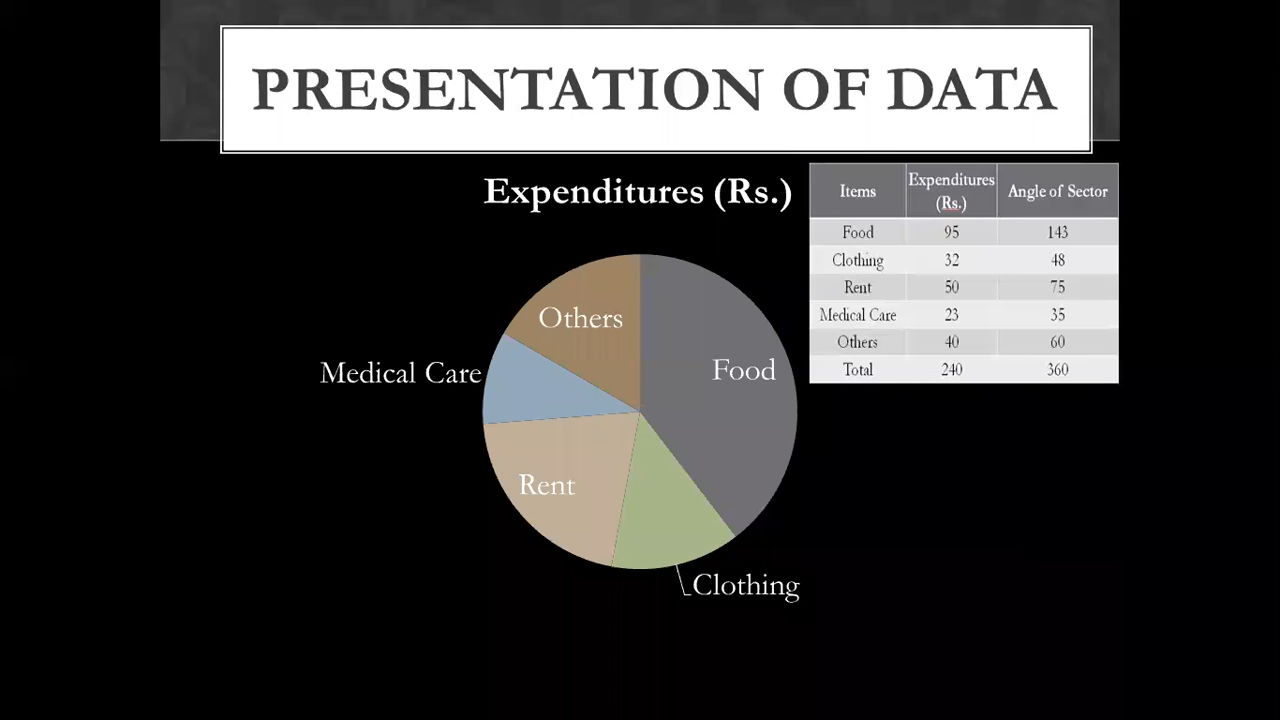 PRESENTATION OF DATA
Expenditures (Rs.)
Others
Food
Medical Care
Rent
Clothing
Items Expenditures (Rs.) Angle of Sector
Food 95 143
Clothing 32 48
Rent 50 75
Medical Care 23 35
Others 40 60
Total 240 360